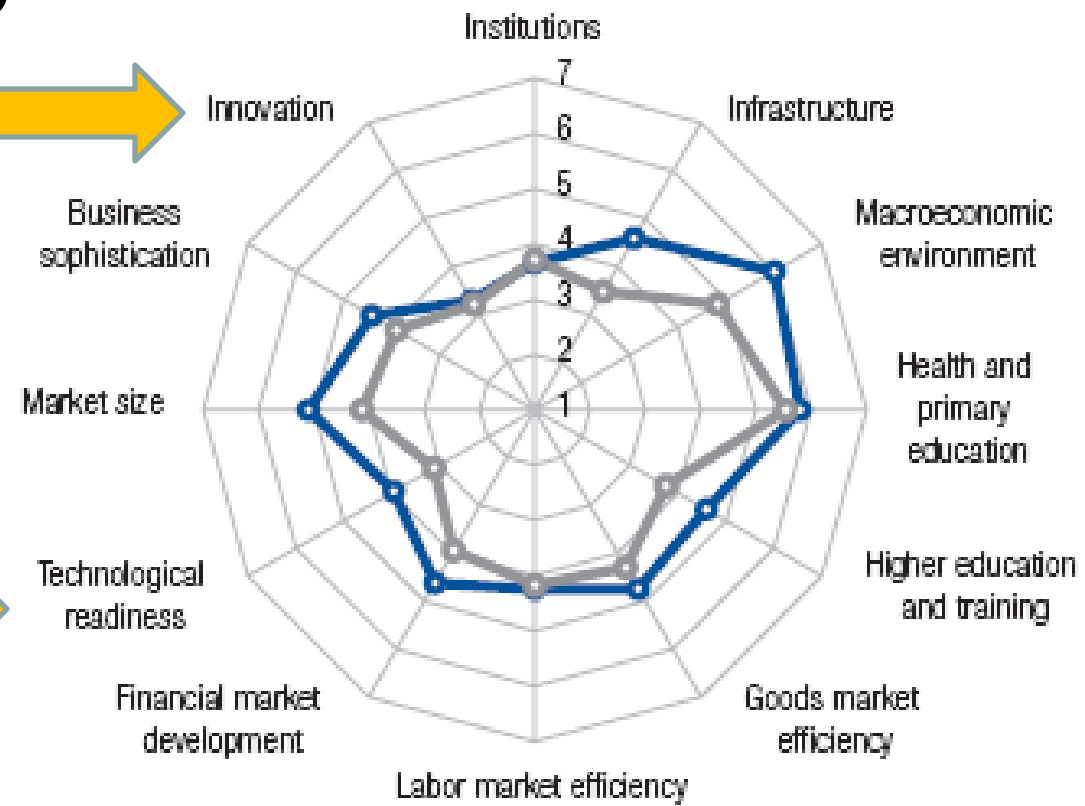 Institutions
7
Innovation
Infrastructure
6
5
Business
sophistication
Macroeconomic
environment
4
3
2
Market size
1
Health and
primary
education
Technological
readiness
Higher education
and training
Financial market
development
Goods market
efficiency
Labor market efficiency